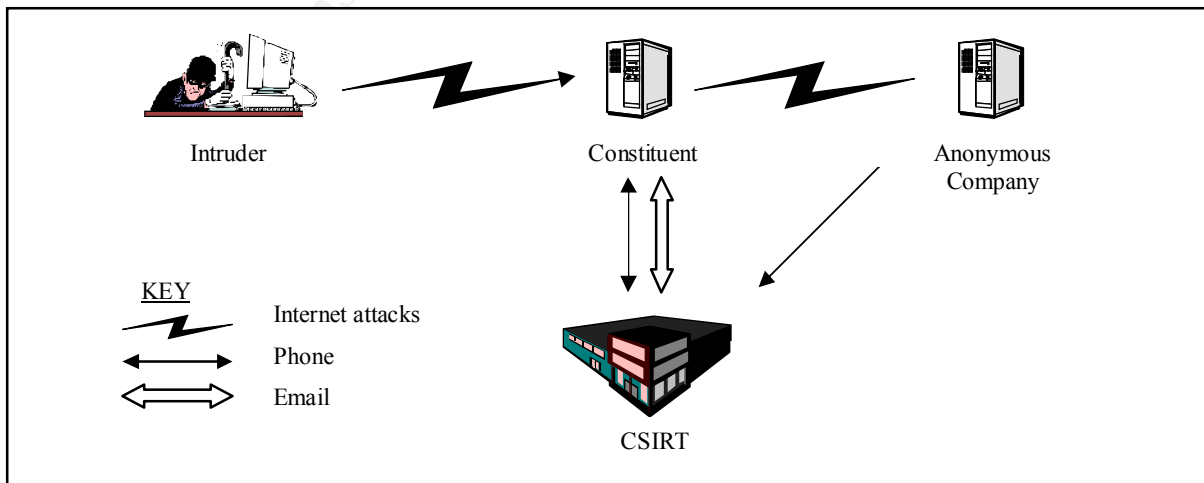 Intruder
Constituent
Anonymous
Company
KEY
Internet attacks
Phone
Email
CSIRT